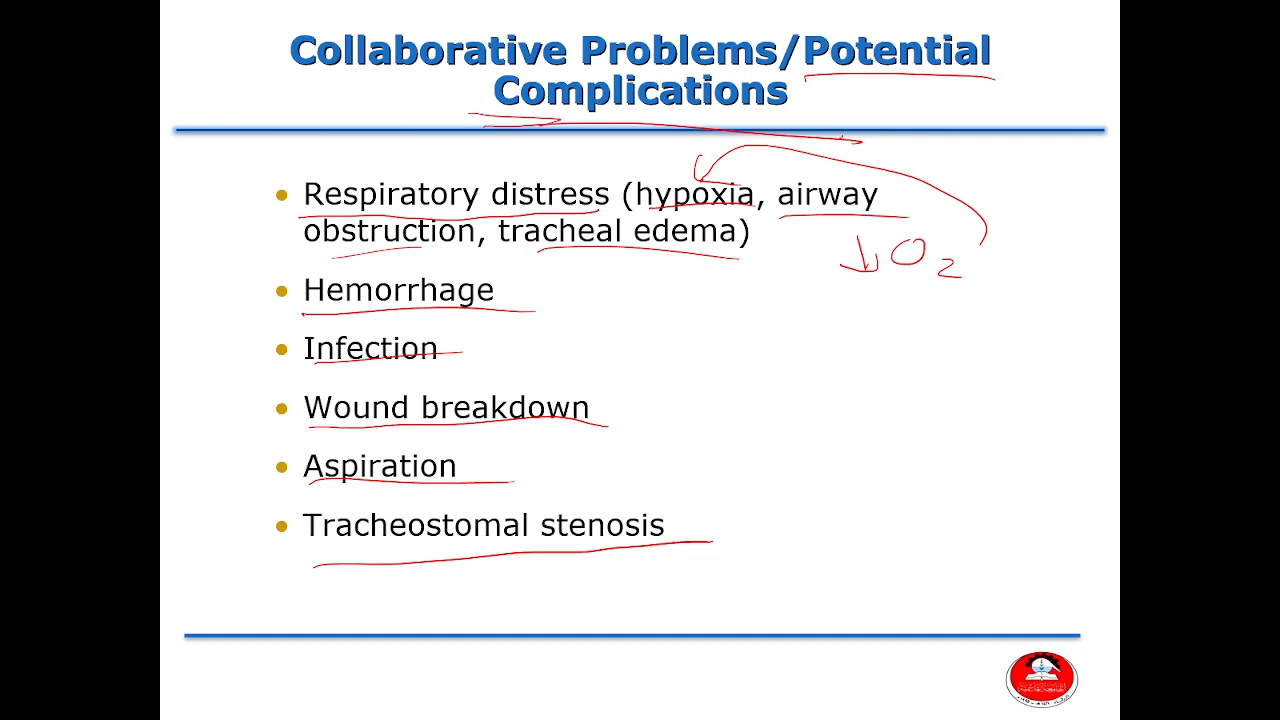 Collaborative Problems/Potential
Complications
• Respiratory distress (hypoxia, airway
obstruction, tracheal edema)
↓ O2
• Hemorrhage
• Infection
• Wound breakdown
• Aspiration
• Tracheostomal stenosis